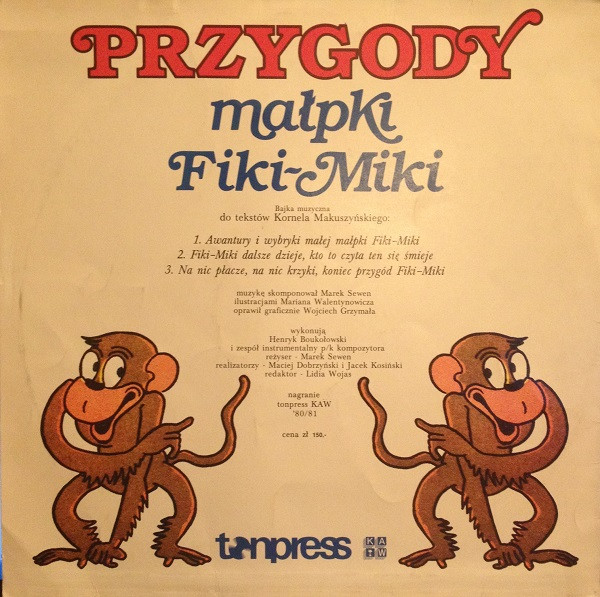 PRZYGODY
małpki
Fiki-Miki
Bajka muzyczna
do tekstów Kornela Makuszyńskiego:
1. Awantury i wybryki małej małpki Fiki-Miki
2. Fiki-Miki dalsze dzieje, kto to czyta ten się śmieje
3. Na nic płacze, na nic krzyki, koniec przygód Fiki-Miki
muzykę skomponował Marek Sewen
ilustracjami Mariana Walentynowicza
oprawił graficznie Wojciech Grzymała
wykonują
Henryk Boukołowski
i zespół instrumentalny p/k kompozytora
reżyser - Marek Sewen
realizatorzy - Maciej Dobrzyński i Jacek Kosiński
redaktor - Lidia Wojas
nagranie
tonpress KAW
'80/81
cena zł 150,-
tonpress
KA
W